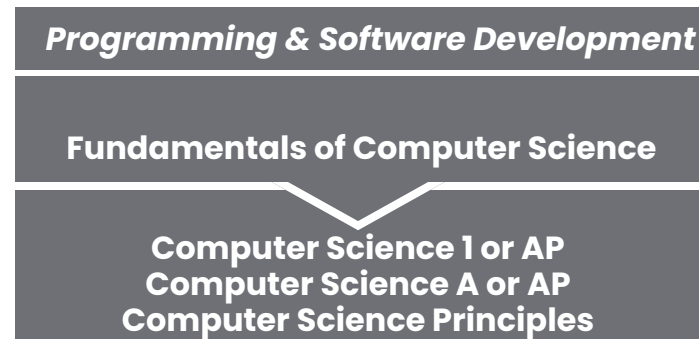 Programming & Software Development
Fundamentals of Computer Science
Computer Science 1 or AP
Computer Science A or AP
Computer Science Principles